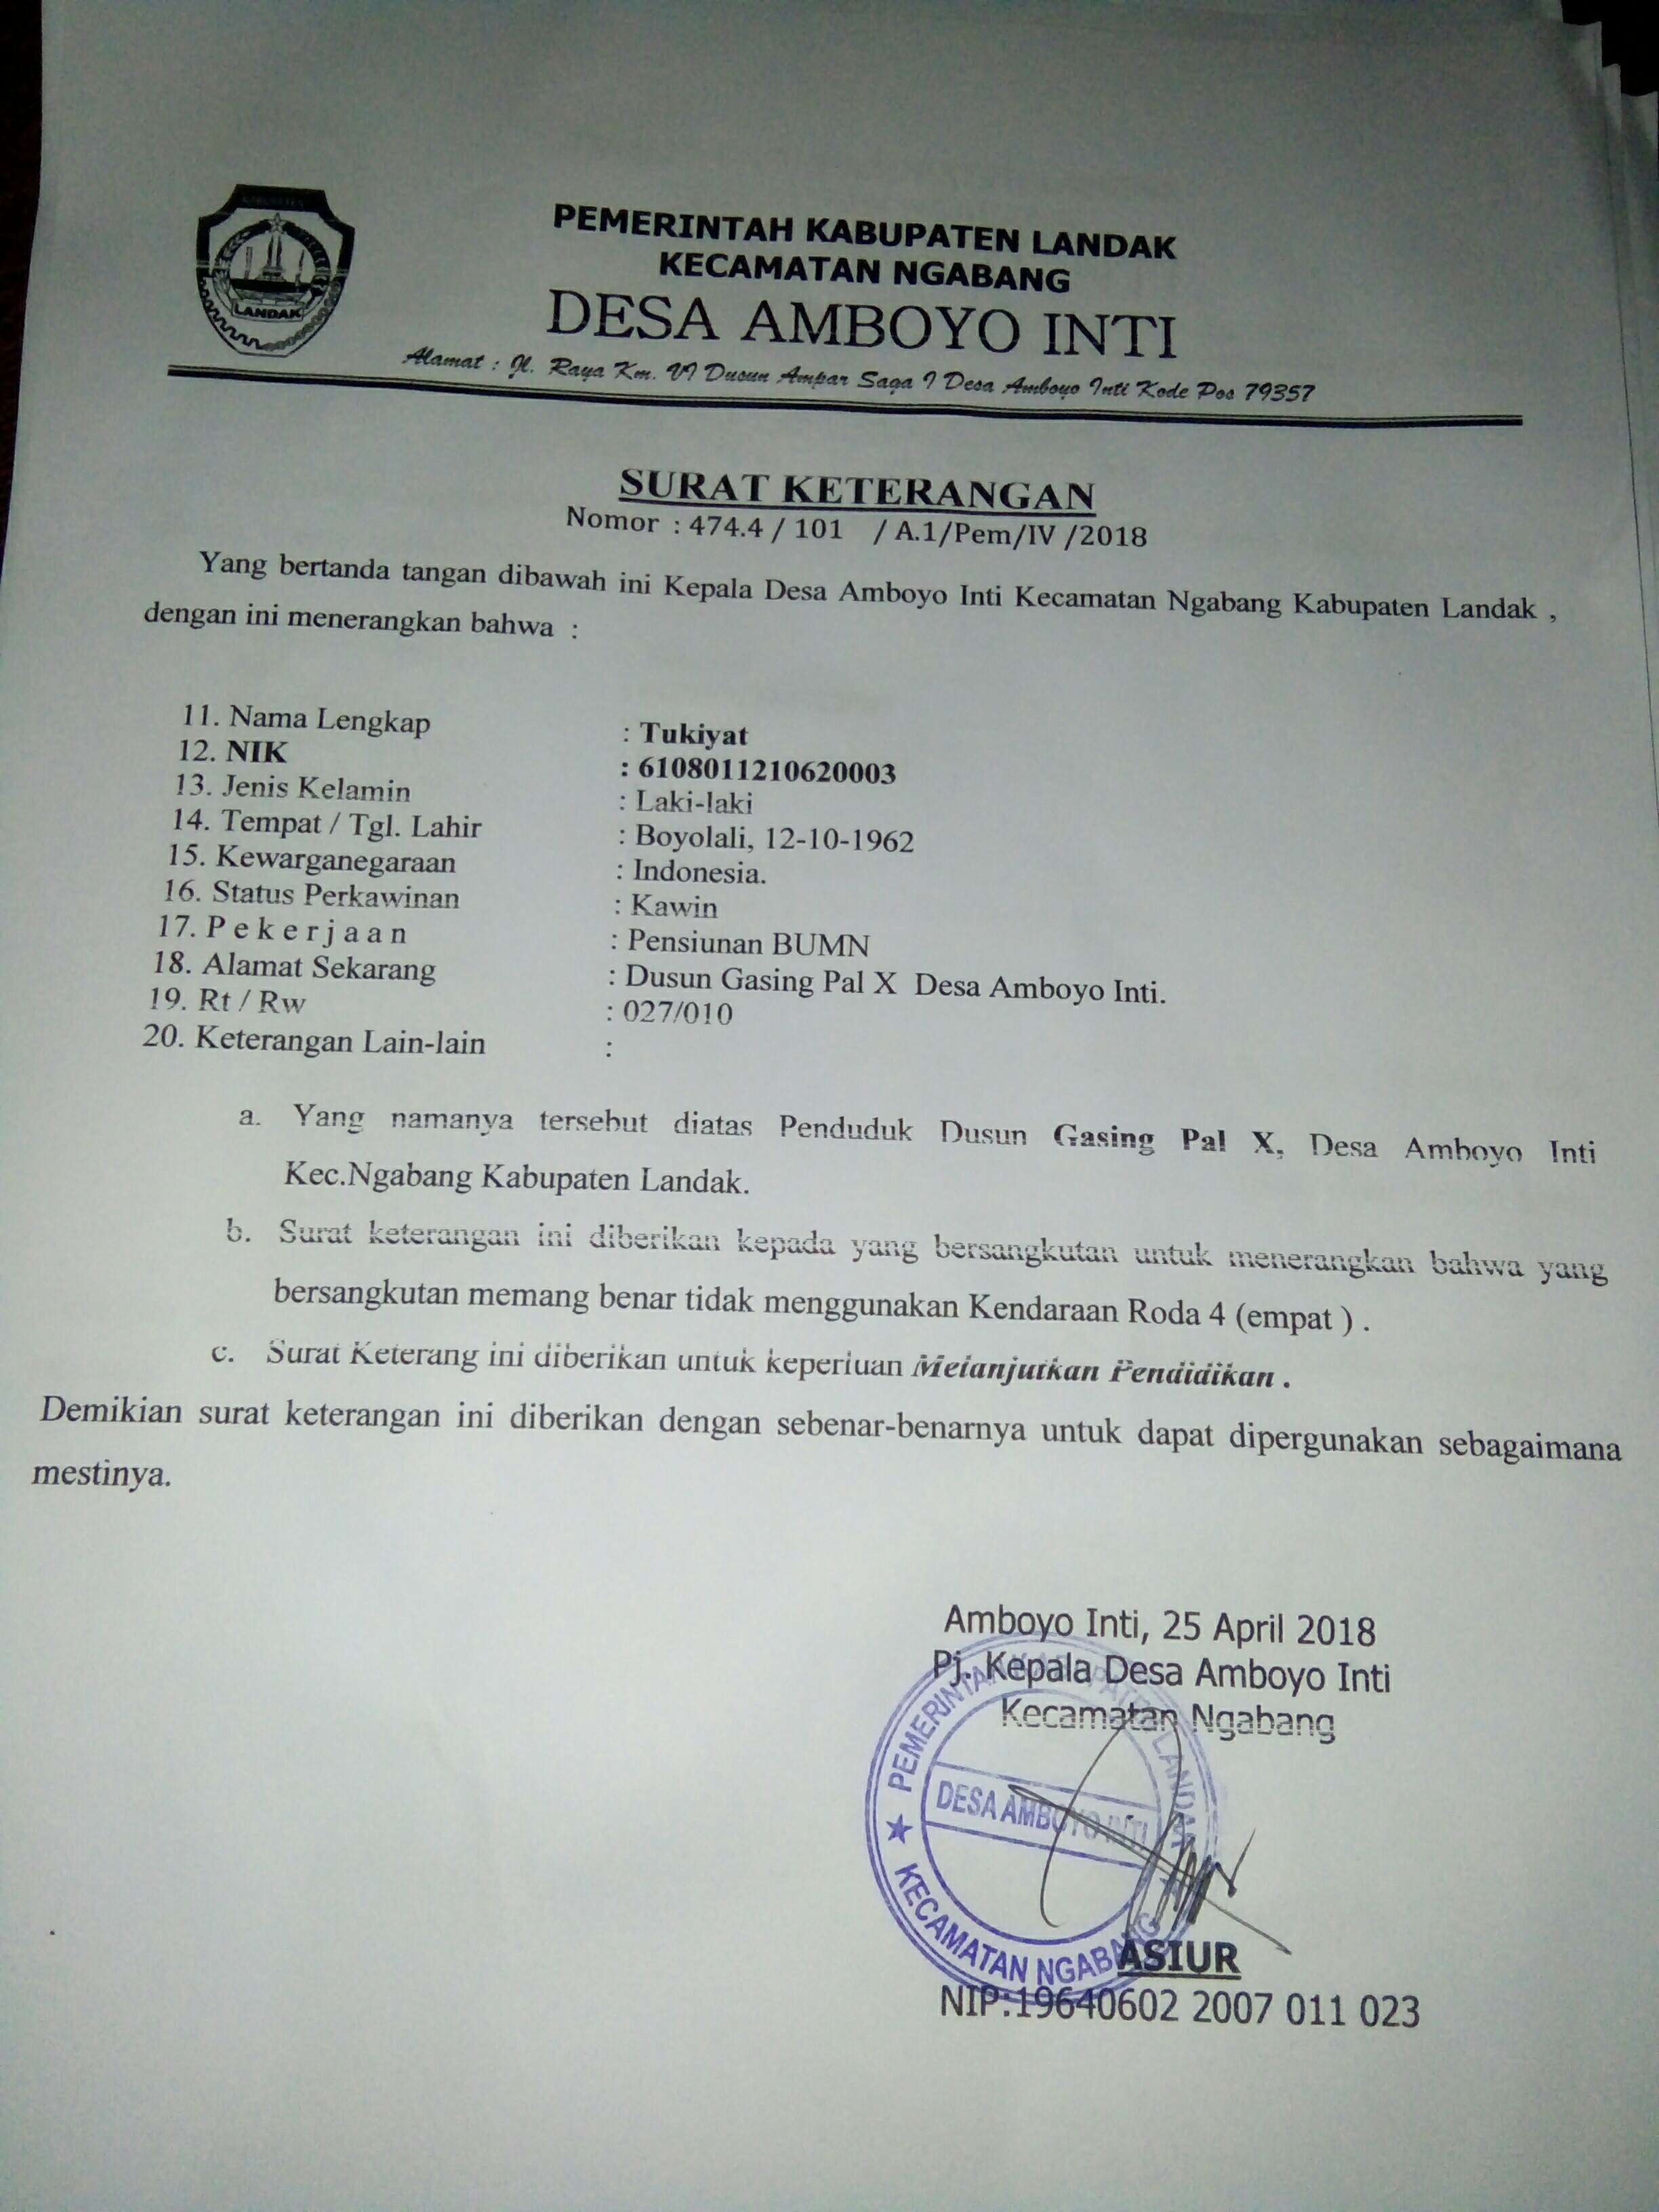 KABUPATEN
LANDAK
PEMERINTAH KABUPATEN LANDAK
KECAMATAN NGABANG
DESA AMBOYO INTI
Alamat : Jl. Raya Km. VI Dusun Ampar Saga I Desa Amboyo Inti Kode Pos 79357
SURAT KETERANGAN
Nomor : 474.4 / 101 / A.1/Pem/IV /2018
Yang bertanda tangan dibawah ini Kepala Desa Amboyo Inti Kecamatan Ngabang Kabupaten Landak ,
dengan ini menerangkan bahwa :
11. Nama Lengkap : Tukiyat
12. NIK : 6108011210620003
13. Jenis Kelamin : Laki-laki
14. Tempat / Tgl. Lahir : Boyolali, 12-10-1962
15. Kewarganegaraan : Indonesia.
16. Status Perkawinan : Kawin
17. P e k e r j a a n : Pensiunan BUMN
18. Alamat Sekarang : Dusun Gasing Pal X Desa Amboyo Inti.
19. Rt / Rw : 027/010
20. Keterangan Lain-lain :
a. Yang namanya tersebut diatas Penduduk Dusun Gasing Pal X, Desa Amboyo Inti
Kec.Ngabang Kabupaten Landak.
b. Surat keterangan ini diberikan kepada yang bersangkutan untuk menerangkan bahwa yang
bersangkutan memang benar tidak menggunakan Kendaraan Roda 4 (empat ) .
c. Surat Keterang ini diberikan untuk keperluan Melanjutkan Pendidikan .
Demikian surat keterangan ini diberikan dengan sebenar-benarnya untuk dapat dipergunakan sebagaimana
mestinya.
Amboyo Inti, 25 April 2018
Pj. Kepala Desa Amboyo Inti
Kecamatan Ngabang
PEMERINTAH KABUPATEN LANDAK
DESA AMBOYO INTI
KECAMATAN NGABANG
ASIUR
NIP:19640602 2007 011 023